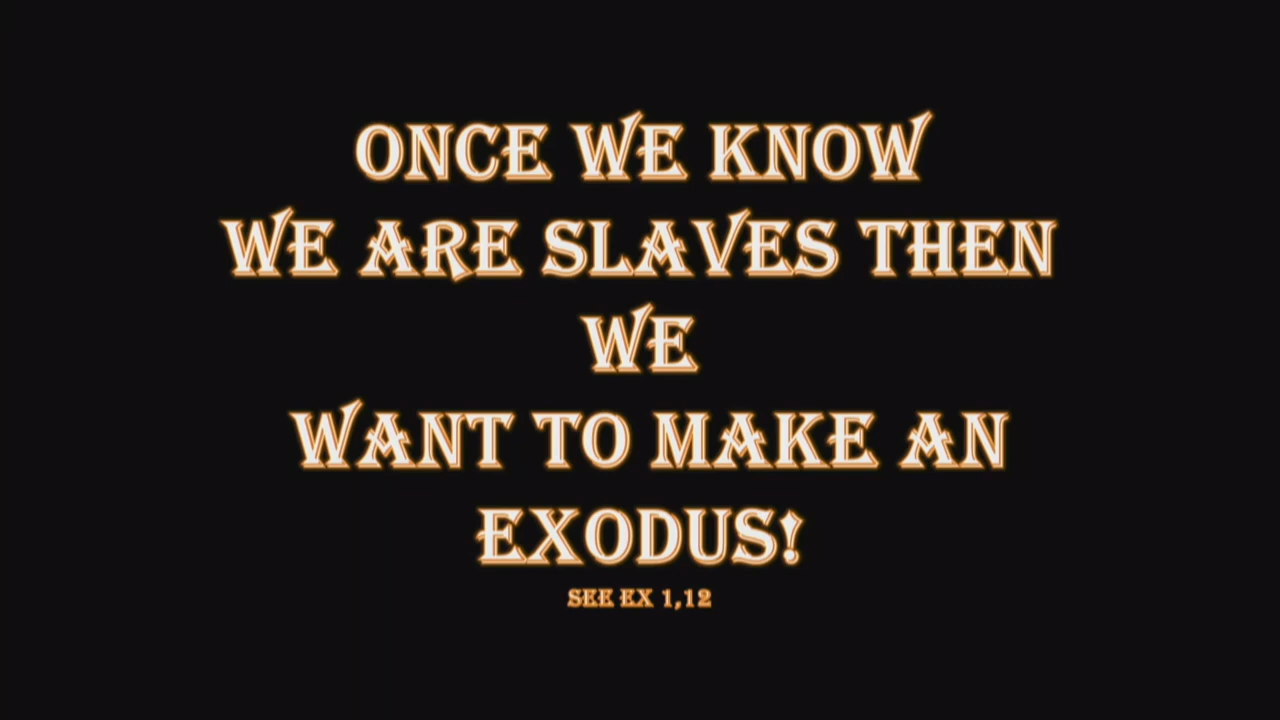 ONCE WE KNOW
WE ARE SLAVES THEN
WE
WANT TO MAKE AN
EXODUS!
SEE EX 1,12